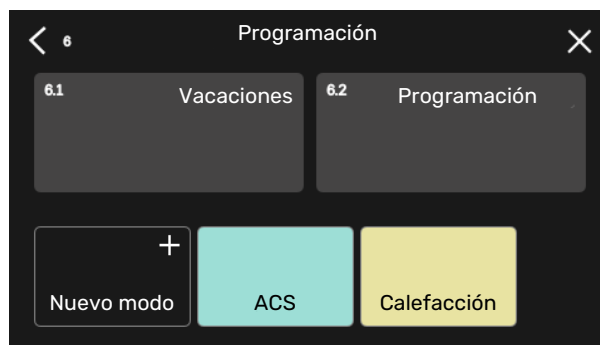 6 Programación
6.1 Vacaciones
6.2 Programación
Nuevo modo
ACS
Calefacción